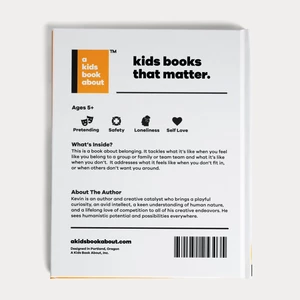 a
kids
book
about
TM
kids books
that matter.
Ages 5+
Pretending
Safety
Loneliness
Self Love
What's Inside?
This is a book about belonging. It tackles what it's like when you feel
like you belong to a group or family or team team and what it's like
when you don't. It addresses what it feels like when you don't fit in,
or when others don't want you around.
About The Author
Kevin is an author and creative catalyst who brings a playful
curiosity, an avid intellect, a keen understanding of human nature,
and a lifelong love of competition to all of his creative endeavors. He
sees humanistic potential and possibilities everywhere.
akidsbookabout.com
Designed in Portland, Oregon
A Kids Book About, Inc.